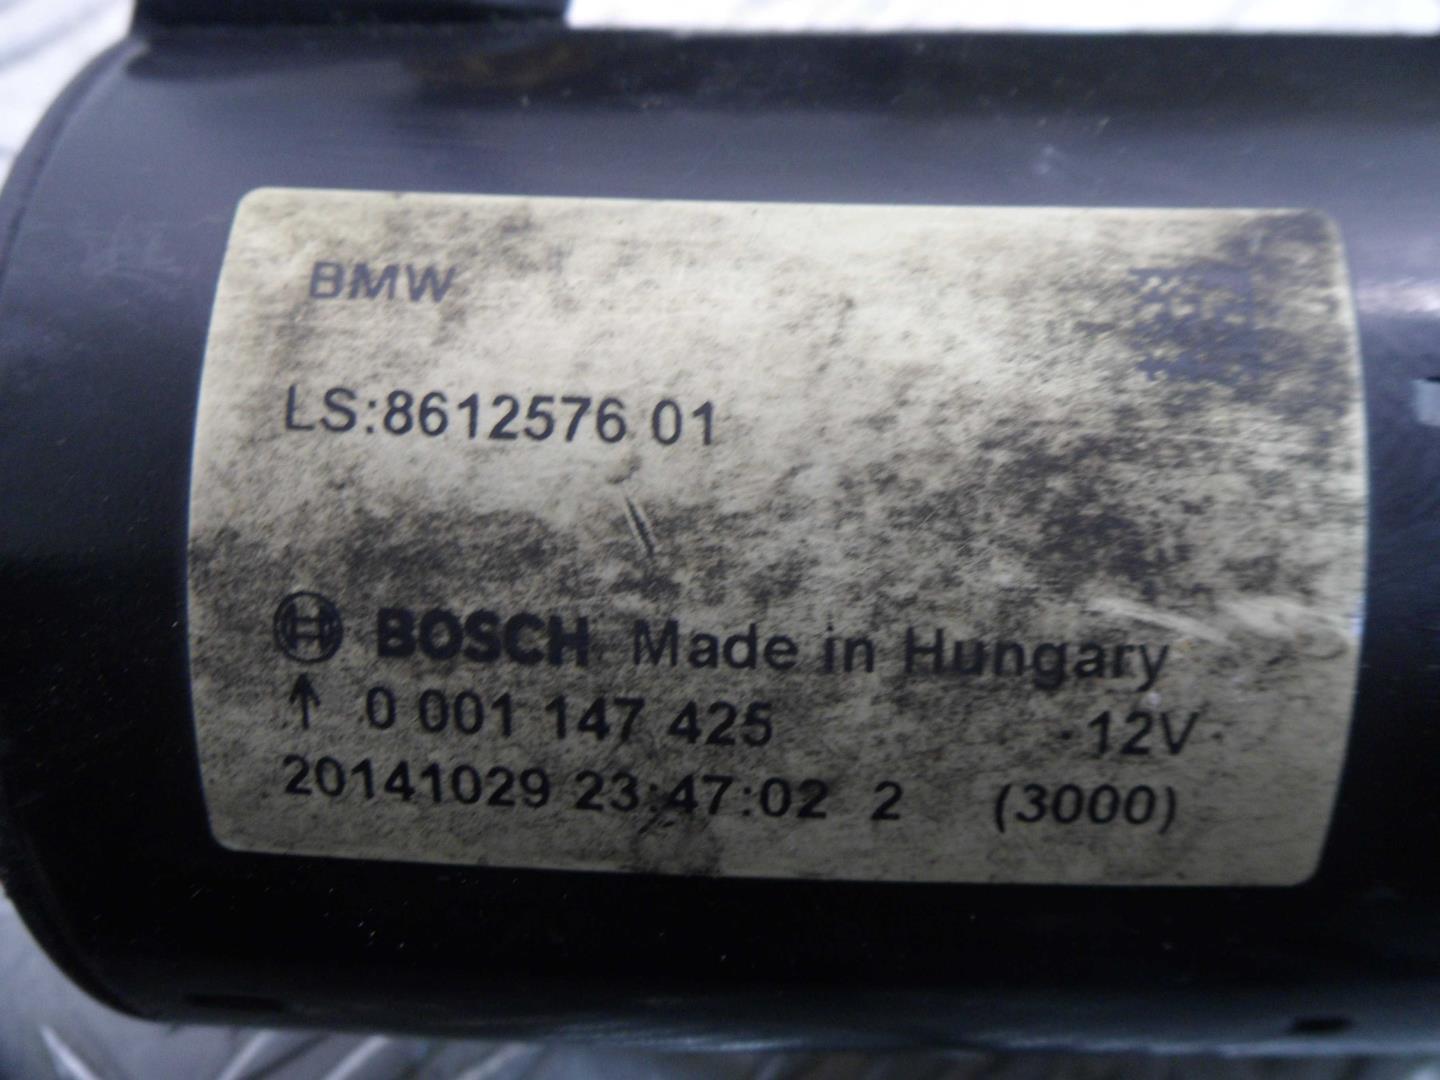 BMW
LS:8612576 01
BOSCH Made in Hungary
↑ 0 001 147 425 12V
20141029 23:47:02 2 (3000)